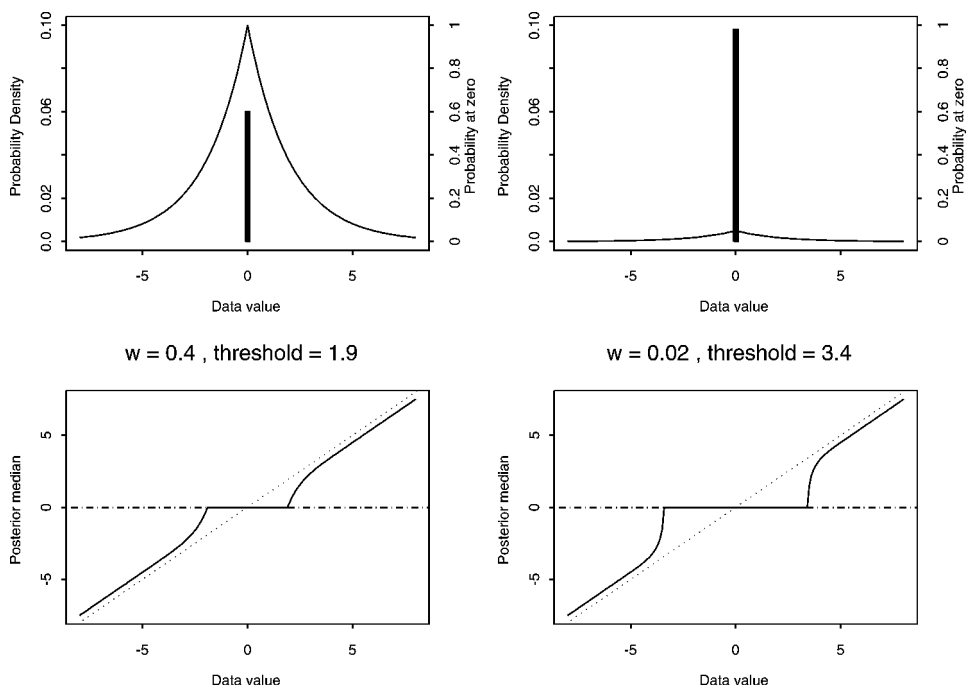 0.10
0.06
0.02
0.0
Probability Density
1
0.8
0.6
0.4
0.2
0
Probability at zero
-5 0 5
Data value
0.10
0.06
0.02
0.0
Probability Density
1
0.8
0.6
0.4
0.2
0
Probability at zero
-5 0 5
Data value
w = 0.4 , threshold = 1.9
w = 0.02 , threshold = 3.4
5
0
-5
Posterior median
-5 0 5
Data value
5
0
-5
Posterior median
-5 0 5
Data value